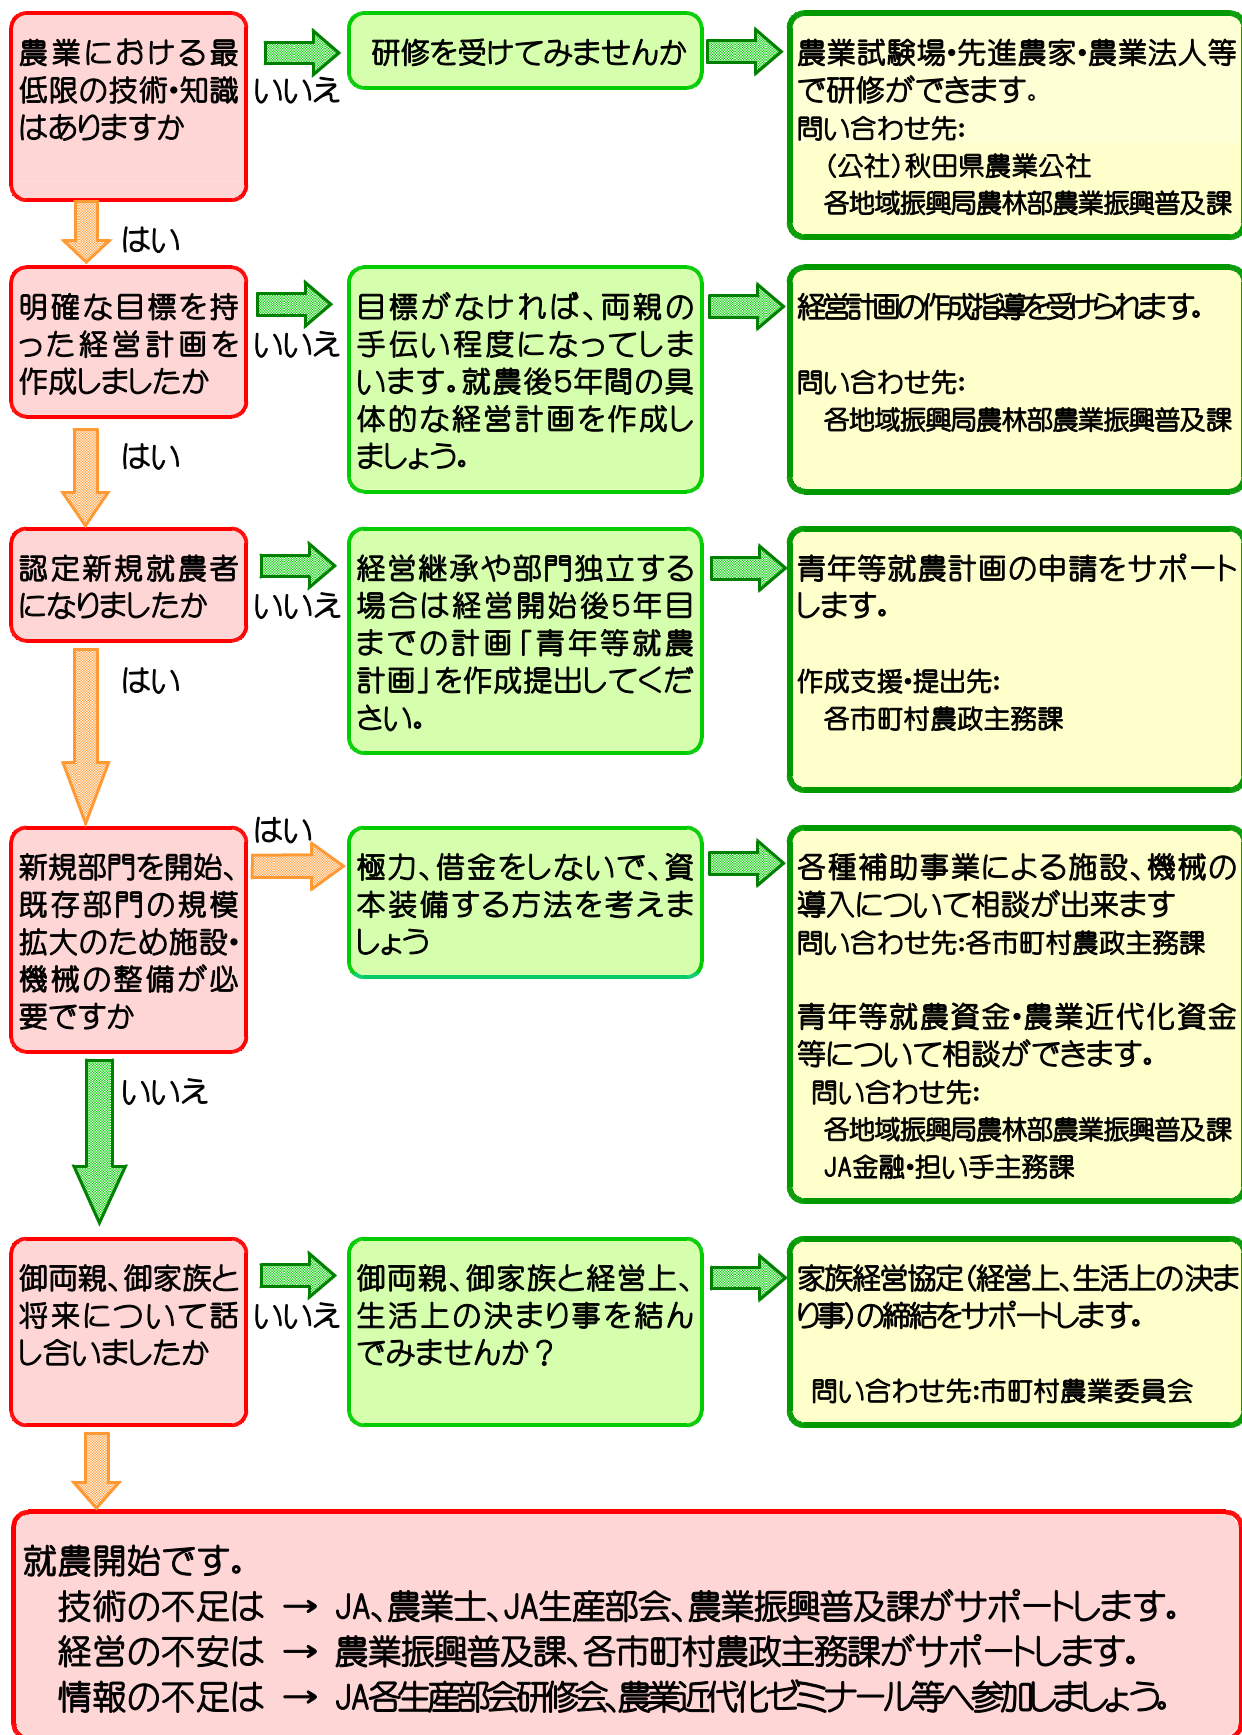 農業における最
低限の技術・知識
はありますか
いいえ
研修を受けてみませんか
農業試験場・先進農家・農業法人等
で研修ができます。
問い合わせ先:
(公社)秋田県農業公社
各地域振興局農林部農業振興普及課
はい
明確な目標を持
った経営計画を
作成しましたか
いいえ
目標がなければ、両親の
手伝い程度になってしま
います。就農後5年間の具
体的な経営計画を作成し
ましょう。
経営計画の作成指導を受けられます。
問い合わせ先:
各地域振興局農林部農業振興普及課
はい
認定新規就農者
になりましたか
いいえ
経営継承や部門独立する
場合は経営開始後5年目
までの計画「青年等就農
計画」を作成提出してくだ
さい。
青年等就農計画の申請をサポート
します。
作成支援・提出先:
各市町村農政主務課
はい
新規部門を開始、
既存部門の規模
拡大のため施設・
機械の整備が必
要ですか
はい
極力、借金をしないで、資
本装備する方法を考えま
しょう
各種補助事業による施設、機械の
導入について相談が出来ます
問い合わせ先:各市町村農政主務課
青年等就農資金・農業近代化資金
等について相談ができます。
問い合わせ先:
各地域振興局農林部農業振興普及課
JA金融・担い手主務課
いいえ
御両親、御家族と
将来について話
し合いましたか
いいえ
御両親、御家族と経営上、
生活上の決まり事を結ん
でみませんか？
家族経営協定(経営上、生活上の決ま
り事)の締結をサポートします。
問い合わせ先:市町村農業委員会
就農開始です。
技術の不足は → JA、農業士、JA生産部会、農業振興普及課がサポートします。
経営の不安は → 農業振興普及課、各市町村農政主務課がサポートします。
情報の不足は → JA各生産部会研修会、農業近代化ゼミナール等へ参加しましょう。